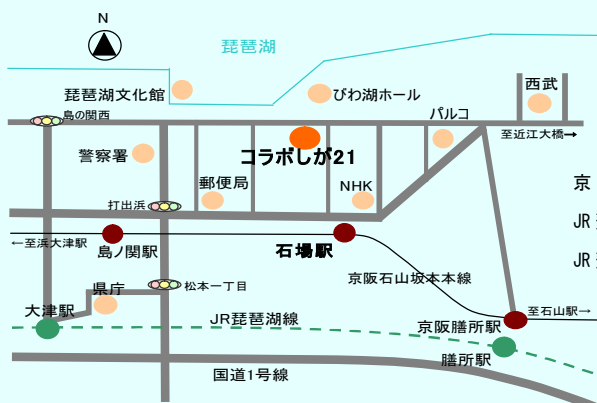 N
琵琶湖
西武
琵琶湖文化館
びわ湖ホール
島の関西
パルコ
至近江大橋→
警察署
コラボしが21
郵便局
NHK
京
打出浜
JR
JR
←至浜大津駅
島ノ関駅
石場駅
京阪石山坂本本線
県庁
松本一丁目
大津駅
至石山駅→
JR琵琶湖線
京阪膳所駅
膳所駅
国道1号線